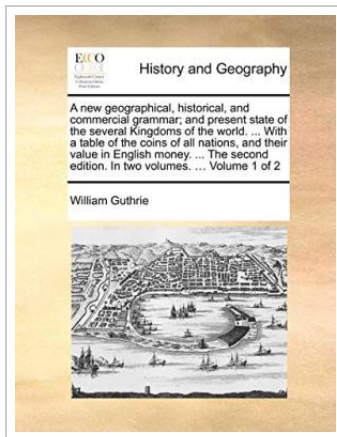 ECCO
History and Geography
A new geographical, historical, and
commercial grammar; and present state of
the several Kingdoms of the world. ... With
a table of the coins of all nations, and their
value in English money. ... The second
edition. In two volumes. ... Volume 1 of 2
William Guthrie